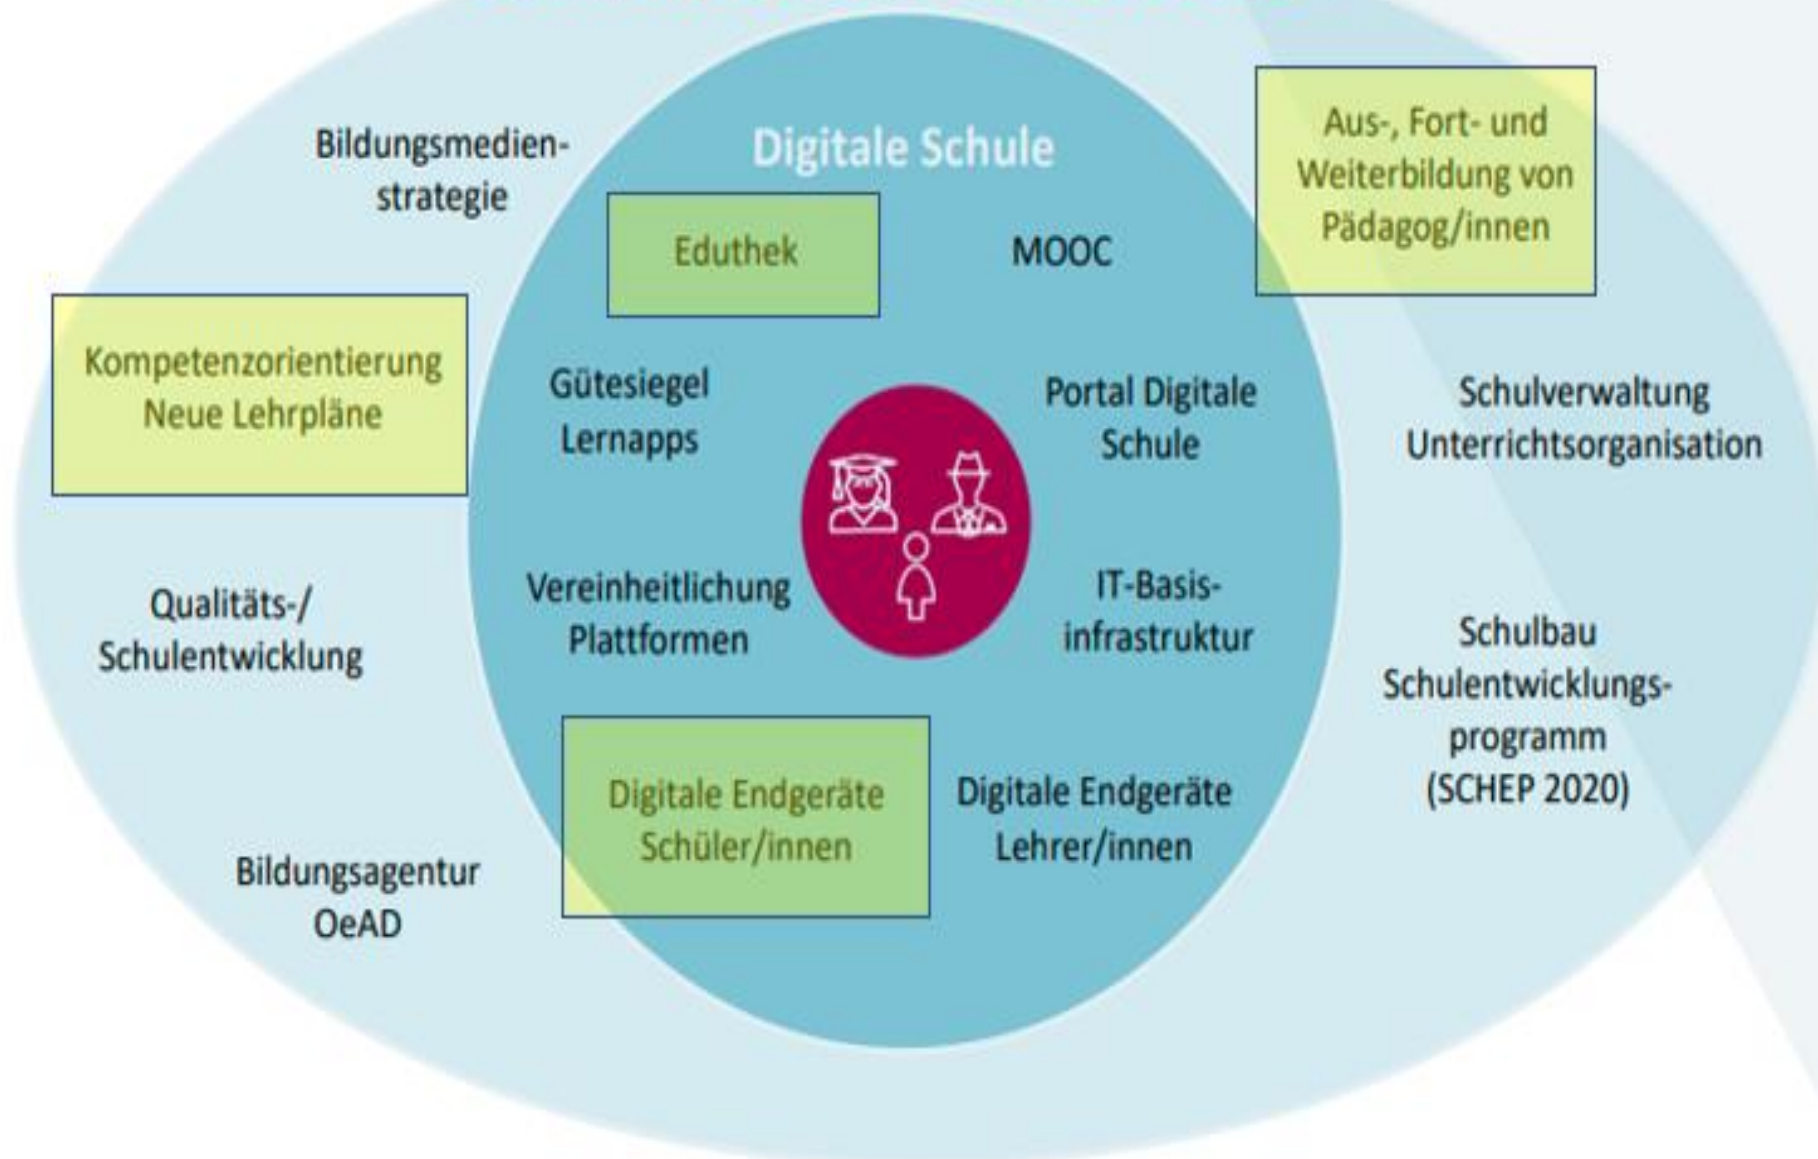 Digitale Schule
Bildungsmedien-
strategie
Eduthek
MOOC
Aus-, Fort- und
Weiterbildung von
Pädagog/innen
Kompetenzorientierung
Neue Lehrpläne
Gütesiegel
Lernapps
Portal Digitale
Schule
Schulverwaltung
Unterrichtsorganisation
Qualitäts-/
Schulentwicklung
Vereinheitlichung
Plattformen
IT-Basis-
infrastruktur
Schulbau
Schulentwicklungs-
programm
(SCHEP 2020)
Digitale Endgeräte
Schüler/innen
Digitale Endgeräte
Lehrer/innen
Bildungsagentur
OeAD